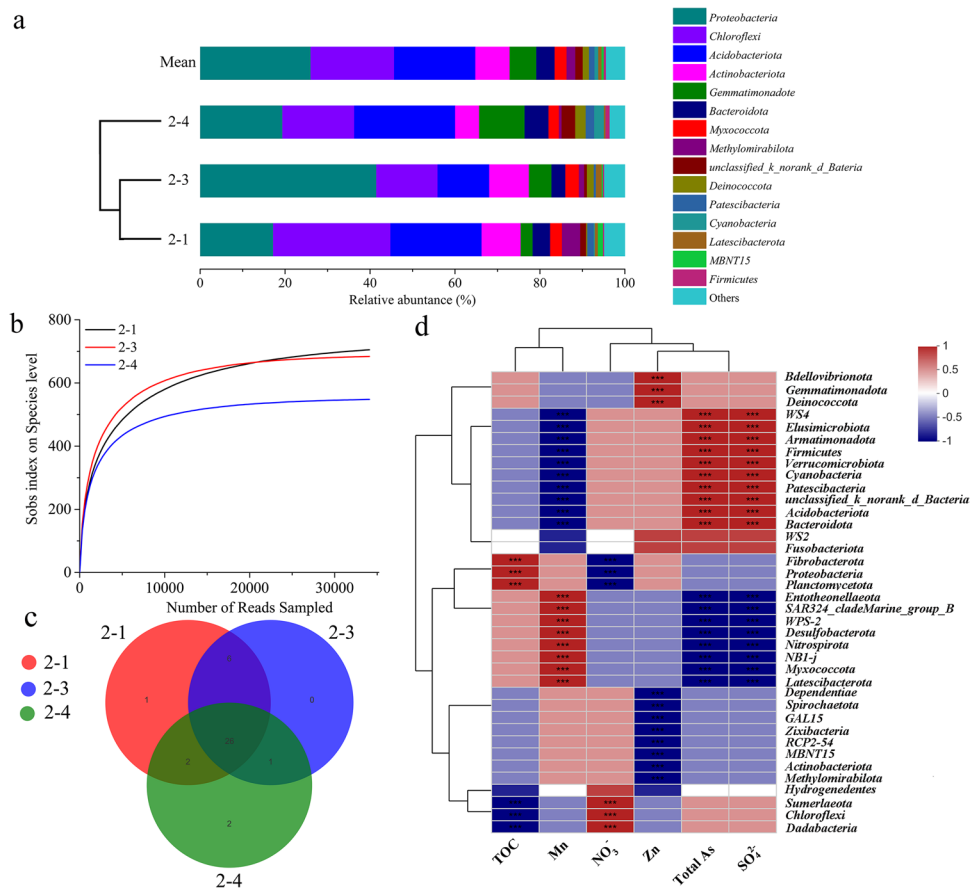 a
Mean
2-4
2-3
2-1
0 20 40 60 80 100
Relative abuntance (%)
Proteobacteria
Chloroflexi
Acidobacteriota
Actinobacteriota
Gemmatimonadote
Bacteroidota
Myxococcota
Methylomirabilota
unclassified_k_norank_d_Bateria
Deinococcota
Patescibacteria
Cyanobacteria
Latescibacterota
MBNT15
Firmicutes
Others
b
Sobs index on Species level
800
600
400
200
0
2-1
2-3
2-4
0 10000 20000 30000
Number of Reads Sampled
c
2-1
2-3
2-4
2-1
2-3
1
0
2
1
2
2-4
d
1
0.5
0
-0.5
-1
Bdellovibrionota
***
Gemmatimonadota
***
Deinococcota
***
WS4
*** *** ***
Elusimicrobiota
*** *** ***
Armatimonadota
*** *** ***
Firmicutes
*** *** ***
Verrucomicrobiota
*** *** ***
Cyanobacteria
*** *** ***
Patescibacteria
*** *** ***
unclassified_k_norank_d_Bacteria
*** *** ***
Acidobacteriota
*** *** ***
Bacteroidota
*** *** ***
WS2
Fusobacteriota
Fibrobacterota
*** ***
Proteobacteria
*** ***
Planctomycetota
*** ***
Entotheonellaeota
*** *** ***
SAR324_cladeMarine_group_B
*** *** ***
WPS-2
*** *** ***
Desulfobacterota
*** *** ***
Nitrospirota
*** *** ***
NB1-j
*** *** ***
Myxococcota
*** *** ***
Latescibacterota
*** *** ***
Dependentiae
***
Spirochaetota
***
GAL15
***
Zixibacteria
***
RCP2-54
***
MBNT15
***
Actinobacteriota
***
Methylomirabilota
***
Hydrogenedentes
Sumerlaeota
*** ***
Chloroflexi
*** ***
Dadabacteria
*** ***
TOC
Mn
NO₃⁻
Zn
Total As
SO₄²⁻